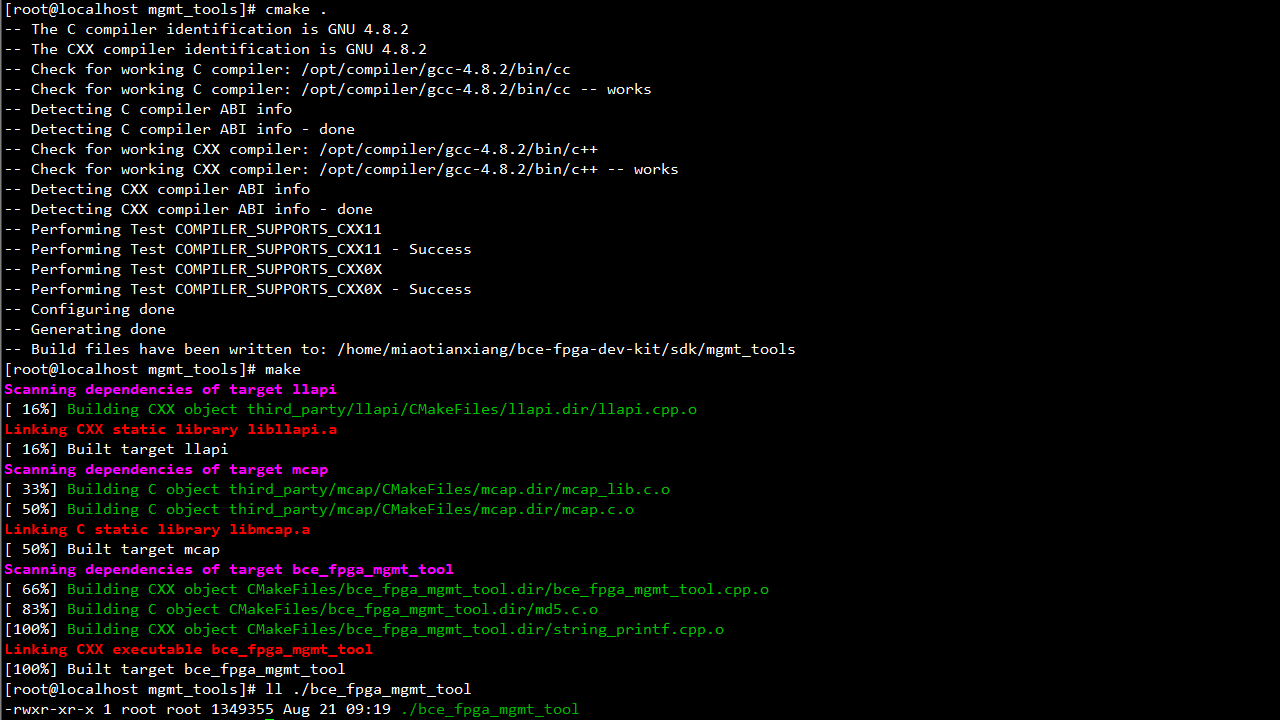 [root@localhost mgmt_tools]# cmake .
-- The C compiler identification is GNU 4.8.2
-- The CXX compiler identification is GNU 4.8.2
-- Check for working C compiler: /opt/compiler/gcc-4.8.2/bin/cc
-- Check for working C compiler: /opt/compiler/gcc-4.8.2/bin/cc -- works
-- Detecting C compiler ABI info
-- Detecting C compiler ABI info - done
-- Check for working CXX compiler: /opt/compiler/gcc-4.8.2/bin/c++
-- Check for working CXX compiler: /opt/compiler/gcc-4.8.2/bin/c++ -- works
-- Detecting CXX compiler ABI info
-- Detecting CXX compiler ABI info - done
-- Performing Test COMPILER_SUPPORTS_CXX11
-- Performing Test COMPILER_SUPPORTS_CXX11 - Success
-- Performing Test COMPILER_SUPPORTS_CXX0X
-- Performing Test COMPILER_SUPPORTS_CXX0X - Success
-- Configuring done
-- Generating done
-- Build files have been written to: /home/miaotianxiang/bce-fpga-dev-kit/sdk/mgmt_tools
[root@localhost mgmt_tools]# make
Scanning dependencies of target llapi
[ 16%] Building CXX object third_party/llapi/CMakeFiles/llapi.dir/llapi.cpp.o
Linking CXX static library libllapi.a
[ 16%] Built target llapi
Scanning dependencies of target mcap
[ 33%] Building C object third_party/mcap/CMakeFiles/mcap.dir/mcap_lib.c.o
[ 50%] Building C object third_party/mcap/CMakeFiles/mcap.dir/mcap.c.o
Linking C static library libmcap.a
[ 50%] Built target mcap
Scanning dependencies of target bce_fpga_mgmt_tool
[ 66%] Building CXX object CMakeFiles/bce_fpga_mgmt_tool.dir/bce_fpga_mgmt_tool.cpp.o
[ 83%] Building C object CMakeFiles/bce_fpga_mgmt_tool.dir/md5.c.o
[100%] Building CXX object CMakeFiles/bce_fpga_mgmt_tool.dir/string_printf.cpp.o
Linking CXX executable bce_fpga_mgmt_tool
[100%] Built target bce_fpga_mgmt_tool
[root@localhost mgmt_tools]# ll ./bce_fpga_mgmt_tool
-rwxr-xr-x 1 root root 1349355 Aug 21 09:19 ./bce_fpga_mgmt_tool